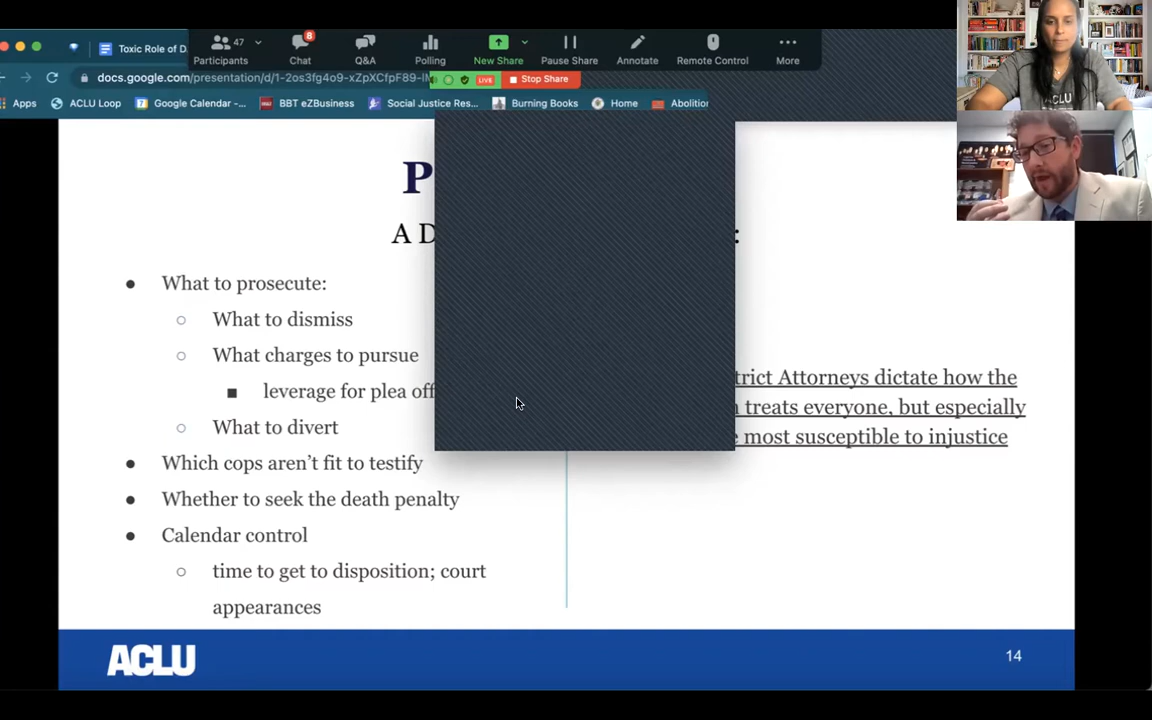 Toxic Role of D.
47
8
Participants
Chat
Q&A
Polling
New Share
Pause Share
Annotate
Remote Control
More
docs.google.com/presentation/d/1-2os3fg4o9-xZpXCfpF89-I
LIVE
Stop Share
Apps
ACLU Loop
Google Calendar -...
BBT eZBusiness
Social Justice Res...
Burning Books
Home
Abolition
ACLU
P
A D
:
● What to prosecute:
○ What to dismiss
○ What charges to pursue
■ leverage for plea off
○ What to divert
● Which cops aren't fit to testify
● Whether to seek the death penalty
● Calendar control
○ time to get to disposition; court
appearances
trict Attorneys dictate how the
treats everyone, but especially
most susceptible to injustice
ACLU
14